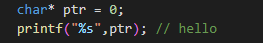 char* ptr = 0;
printf("%s",ptr); // hello